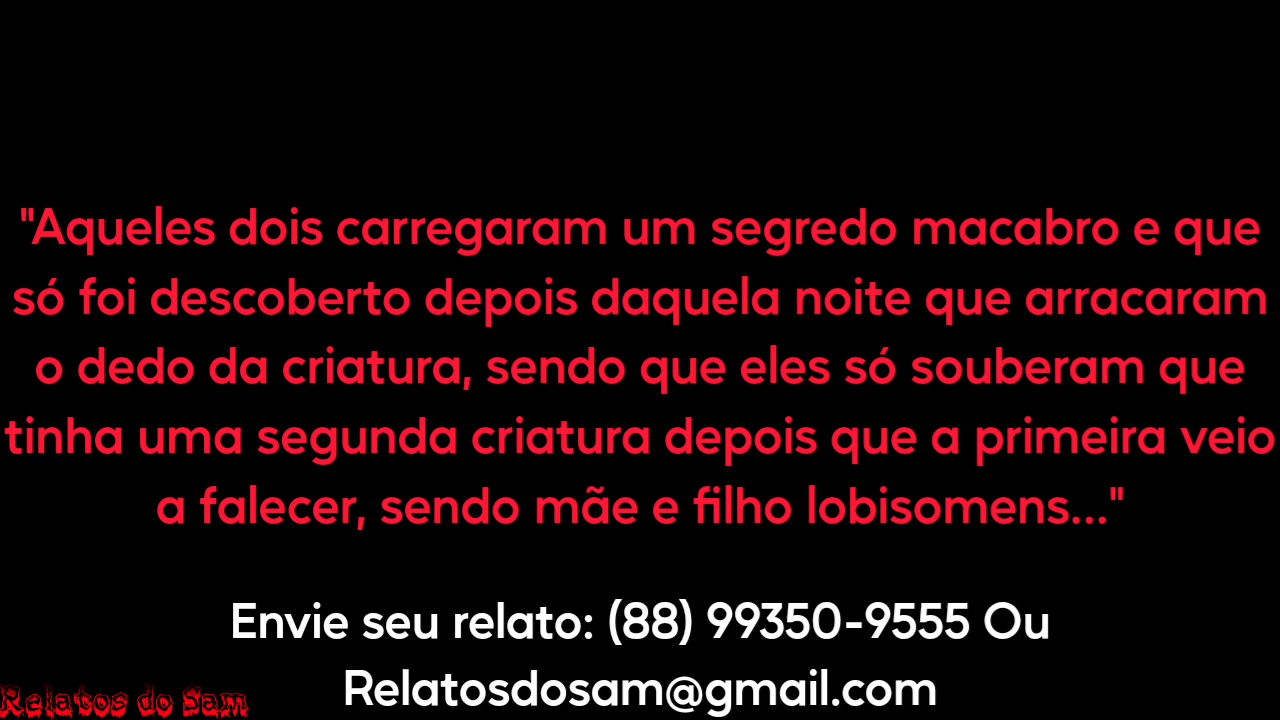 "Aqueles dois carregaram um segredo macabro e que
só foi descoberto depois daquela noite que arracaram
o dedo da criatura, sendo que eles só souberam que
tinha uma segunda criatura depois que a primeira veio
a falecer, sendo mãe e filho lobisomens..."
Envie seu relato: (88) 99350-9555 Ou
Relatosdosam@gmail.com
Relatos do Sam